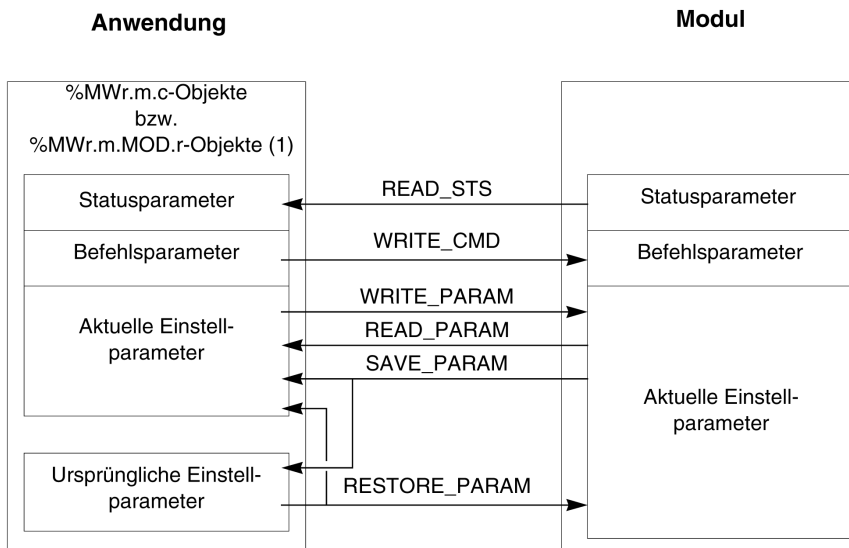 Anwendung
Modul
%MWr.m.c-Objekte
bzw.
%MWr.m.MOD.r-Objekte (1)
Statusparameter
READ_STS
Statusparameter
Befehlsparameter
WRITE_CMD
Befehlsparameter
Aktuelle Einstell-
parameter
WRITE_PARAM
READ_PARAM
SAVE_PARAM
Aktuelle Einstell-
parameter
Ursprüngliche Einstell-
parameter
RESTORE_PARAM